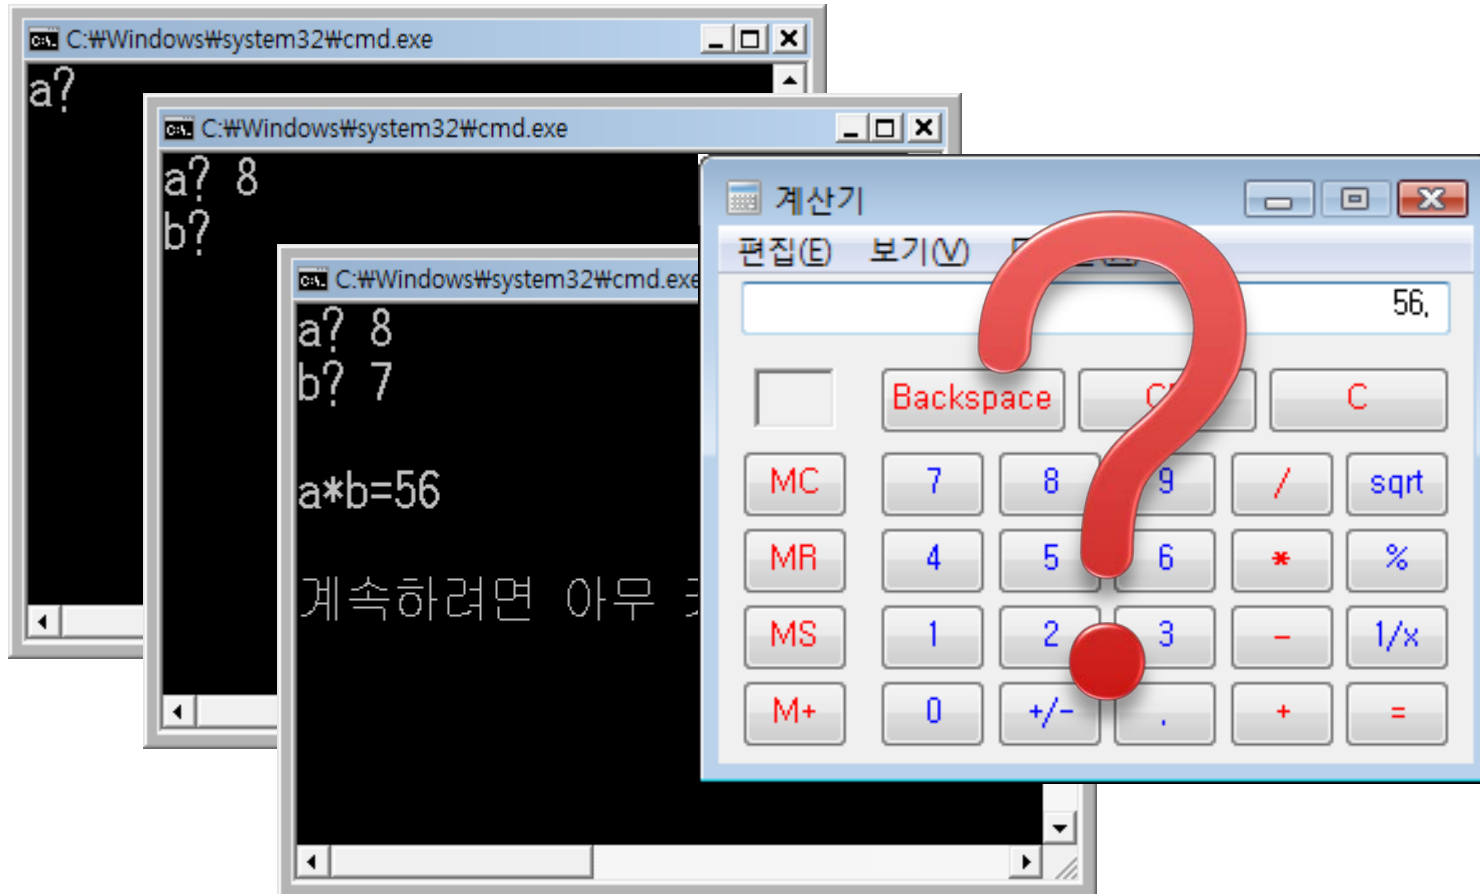 C:₩Windows₩system32₩cmd.exe
a?
C:₩Windows₩system32₩cmd.exe
a? 8
b?
C:₩Windows₩system32₩cmd.exe
a? 8
b? 7
a*b=56
계속하려면 아무
계산기
편집(E) 보기(V)
56,
Backspace C
MC 7 8 9 / sqrt
MR 4 5 6 * %
MS 1 2 3 - 1/x
M+ 0 +/- . + =
?